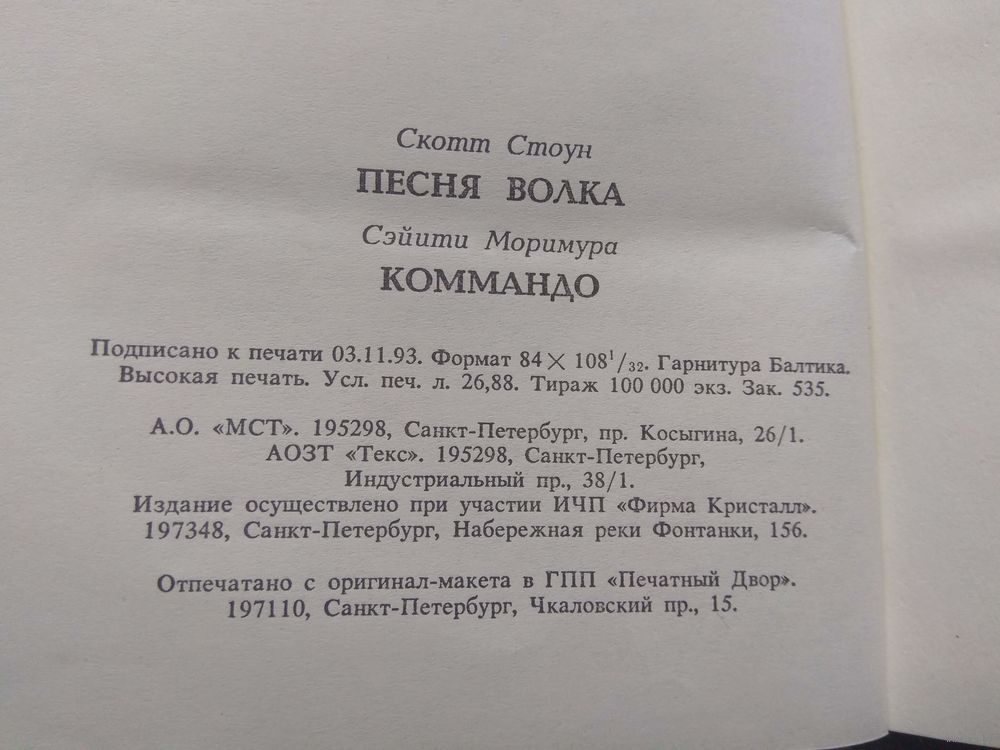 Скотт Стоун
ПЕСНЯ ВОЛКА
Сэйити Моримура
КОММАНДО
Подписано к печати 03.11.93. Формат 84 × 108¹/₃₂. Гарнитура Балтика.
Высокая печать. Усл. печ. л. 26,88. Тираж 100 000 экз. Зак. 535.
А.О. «МСТ». 195298, Санкт-Петербург, пр. Косыгина, 26/1.
АОЗТ «Текс». 195298, Санкт-Петербург,
Индустриальный пр., 38/1.
Издание осуществлено при участии ИЧП «Фирма Кристалл».
197348, Санкт-Петербург, Набережная реки Фонтанки, 156.
Отпечатано с оригинал-макета в ГПП «Печатный Двор».
197110, Санкт-Петербург, Чкаловский пр., 15.